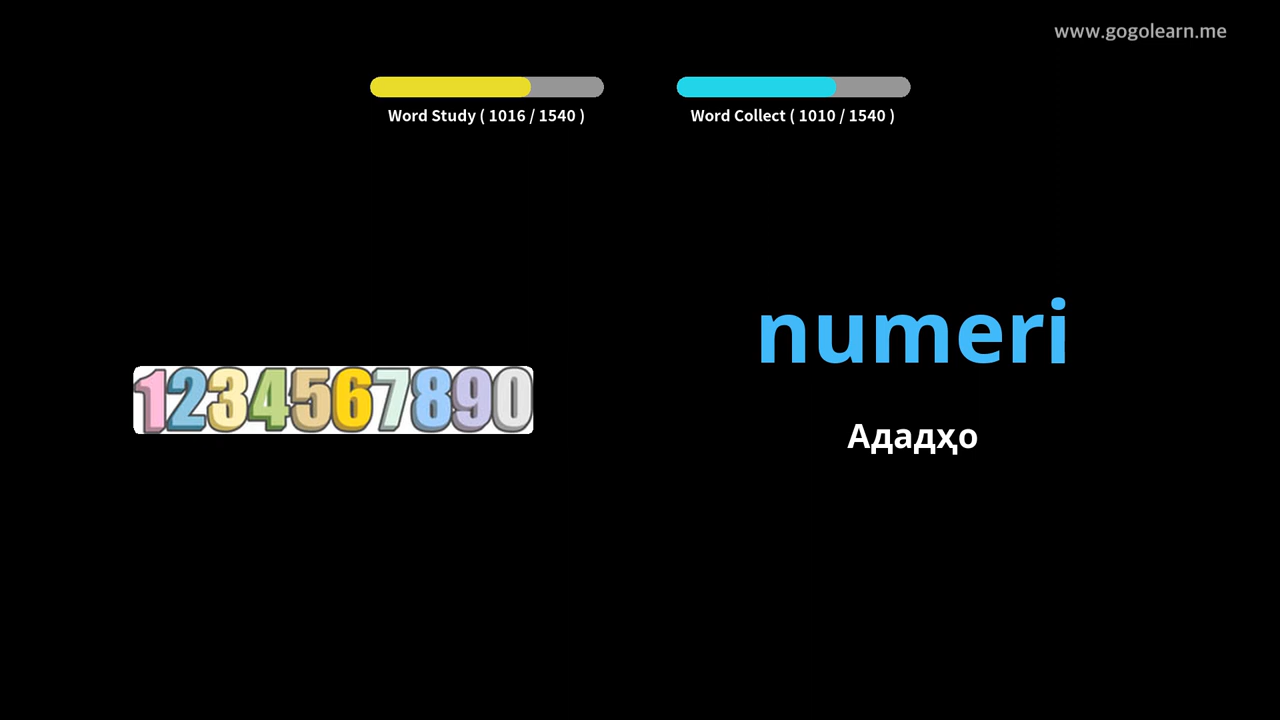 www.gogolearn.me
Word Study ( 1016 / 1540 )
Word Collect ( 1010 / 1540 )
numeri
1234567890
Ададҳо